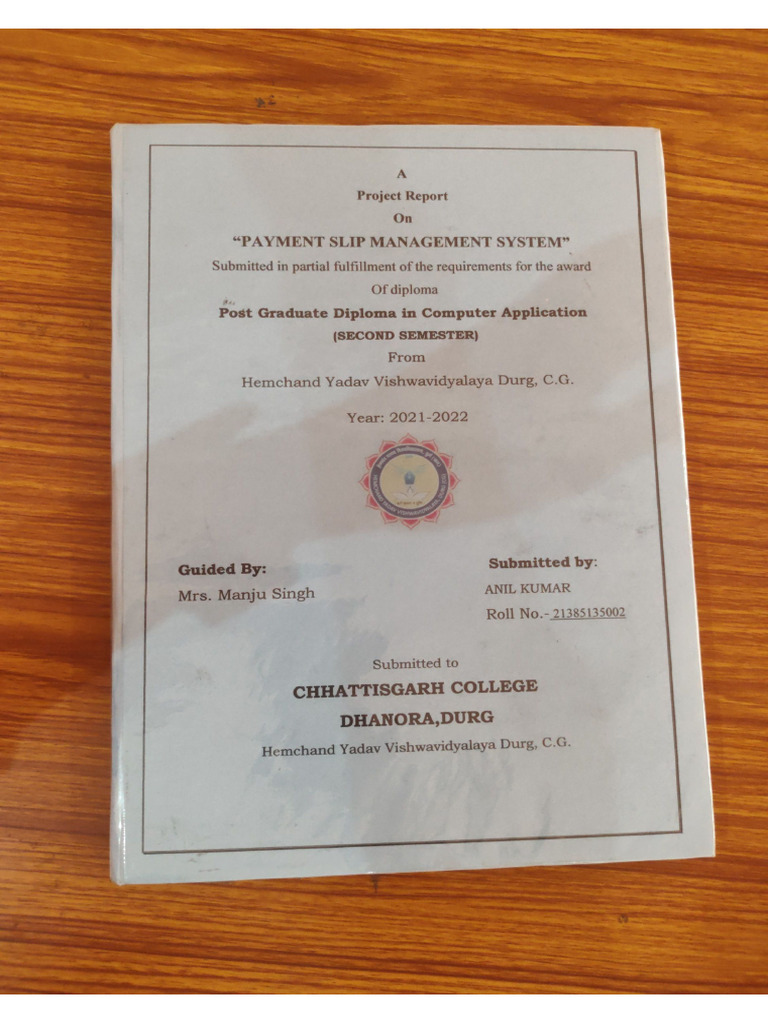 A
Project Report
On
“PAYMENT SLIP MANAGEMENT SYSTEM”
Submitted in partial fulfillment of the requirements for the award
Of diploma
Post Graduate Diploma in Computer Application
(SECOND SEMESTER)
From
Hemchand Yadav Vishwavidyalaya Durg, C.G.
Year: 2021-2022
Guided By:
Mrs. Manju Singh
Submitted by:
ANIL KUMAR
Roll No.- 21385135002
Submitted to
CHHATTISGARH COLLEGE
DHANORA,DURG
Hemchand Yadav Vishwavidyalaya Durg, C.G.